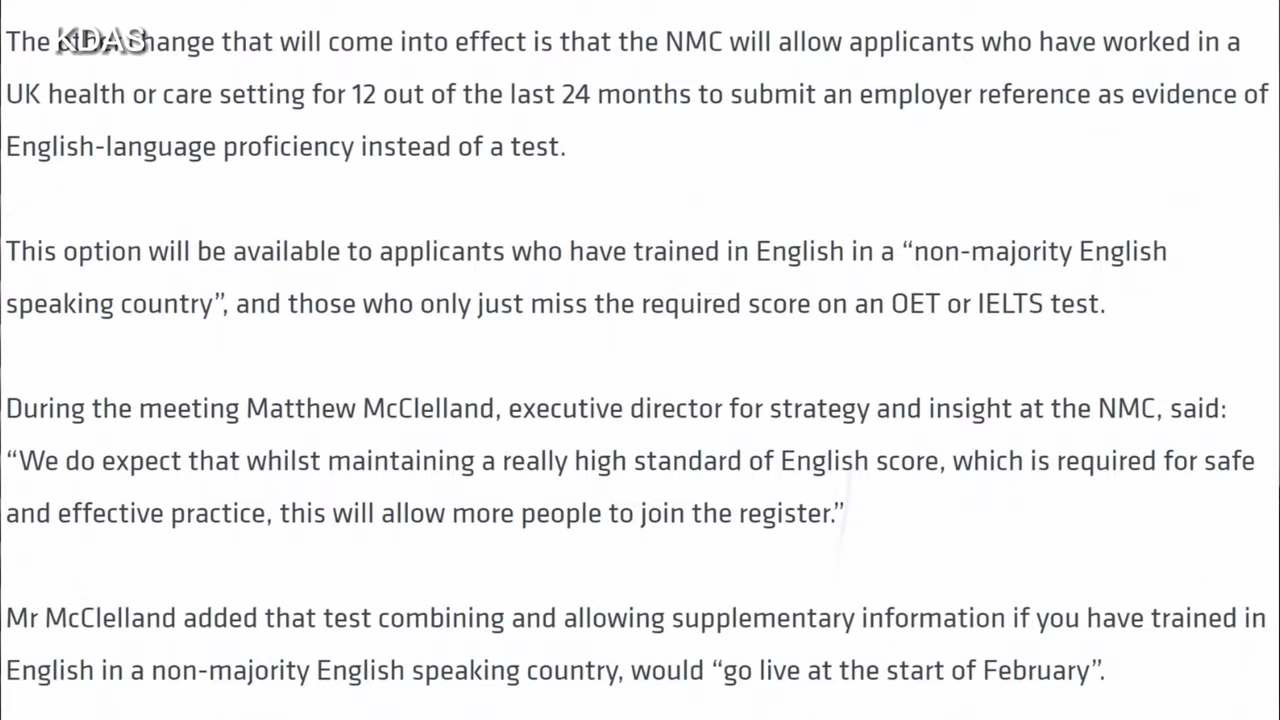 KDAS
The other change that will come into effect is that the NMC will allow applicants who have worked in a
UK health or care setting for 12 out of the last 24 months to submit an employer reference as evidence of
English-language proficiency instead of a test.
This option will be available to applicants who have trained in English in a “non-majority English
speaking country”, and those who only just miss the required score on an OET or IELTS test.
During the meeting Matthew McClelland, executive director for strategy and insight at the NMC, said:
“We do expect that whilst maintaining a really high standard of English score, which is required for safe
and effective practice, this will allow more people to join the register.”
Mr McClelland added that test combining and allowing supplementary information if you have trained in
English in a non-majority English speaking country, would “go live at the start of February”.